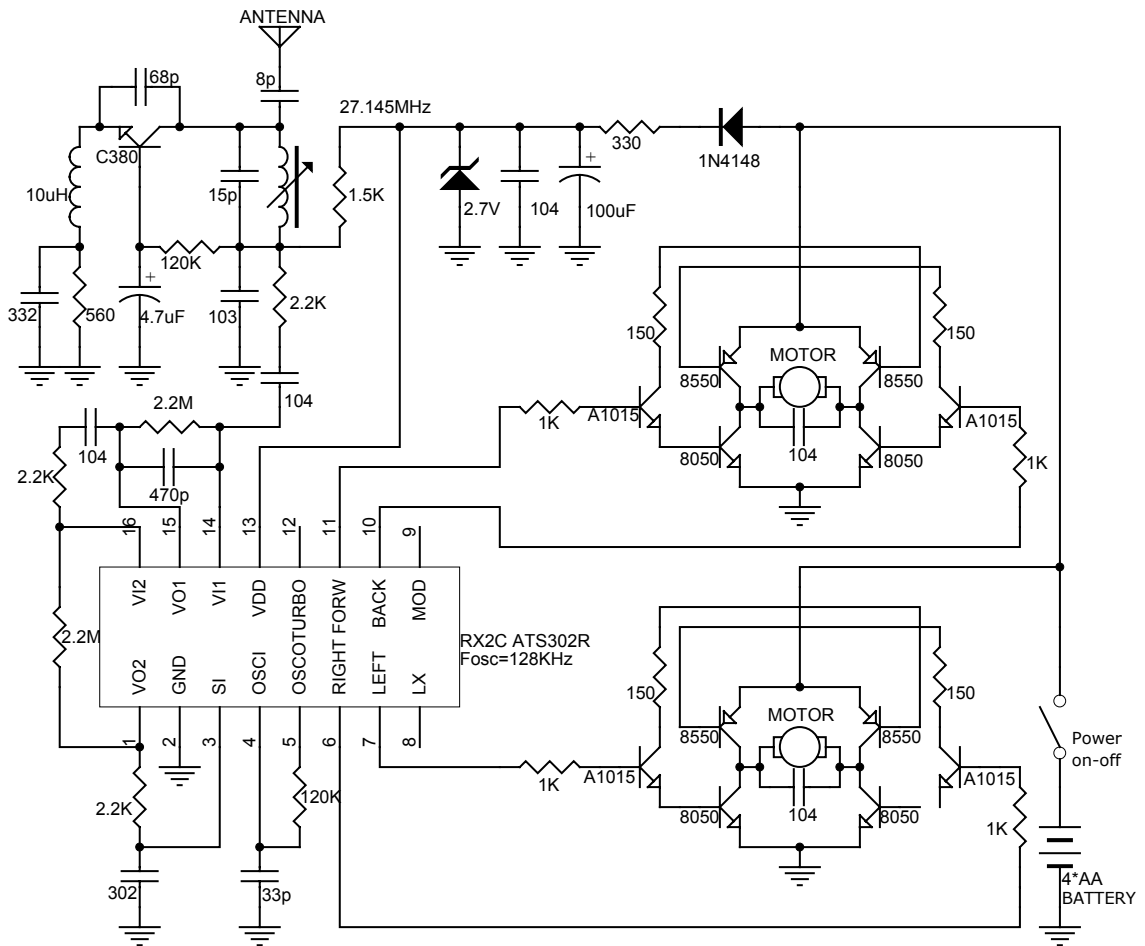 ANTENNA
68p
8p
27.145MHz
C380
330
1N4148
10uH
15p
1.5K
2.7V
104
+
100uF
120K
+
332
560
4.7uF
103
2.2K
150
150
MOTOR
8550
8550
104
2.2M
1K
A1015
A1015
104
8050
104
8050
1K
2.2K
470p
16
15
14
13
12
11
10
9
VI2
VO1
VI1
VDD
TURBO
FORW
BACK
MOD
2.2M
RX2C ATS302R
Fosc=128KHz
VO2
GND
SI
OSCI
OSCO
RIGHT
LEFT
LX
1
2
3
4
5
6
7
8
150
150
MOTOR
8550
8550
Power
on-off
1K
A1015
A1015
2.2K
120K
8050
104
8050
1K
302
33p
4*AA
BATTERY